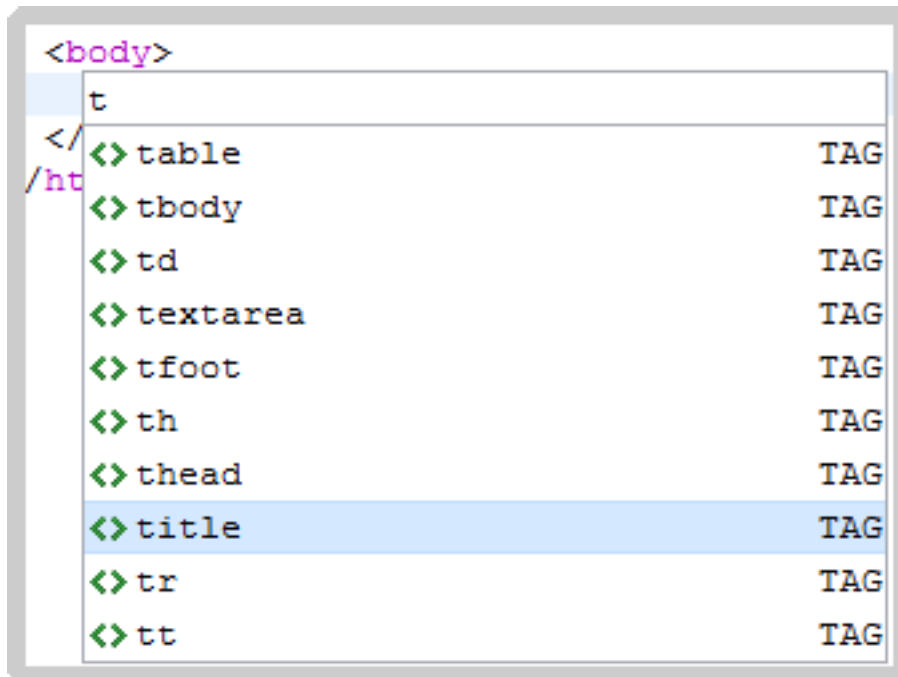 <body>
t
</
/ht
<> table TAG
<> tbody TAG
<> td TAG
<> textarea TAG
<> tfoot TAG
<> th TAG
<> thead TAG
<> title TAG
<> tr TAG
<> tt TAG